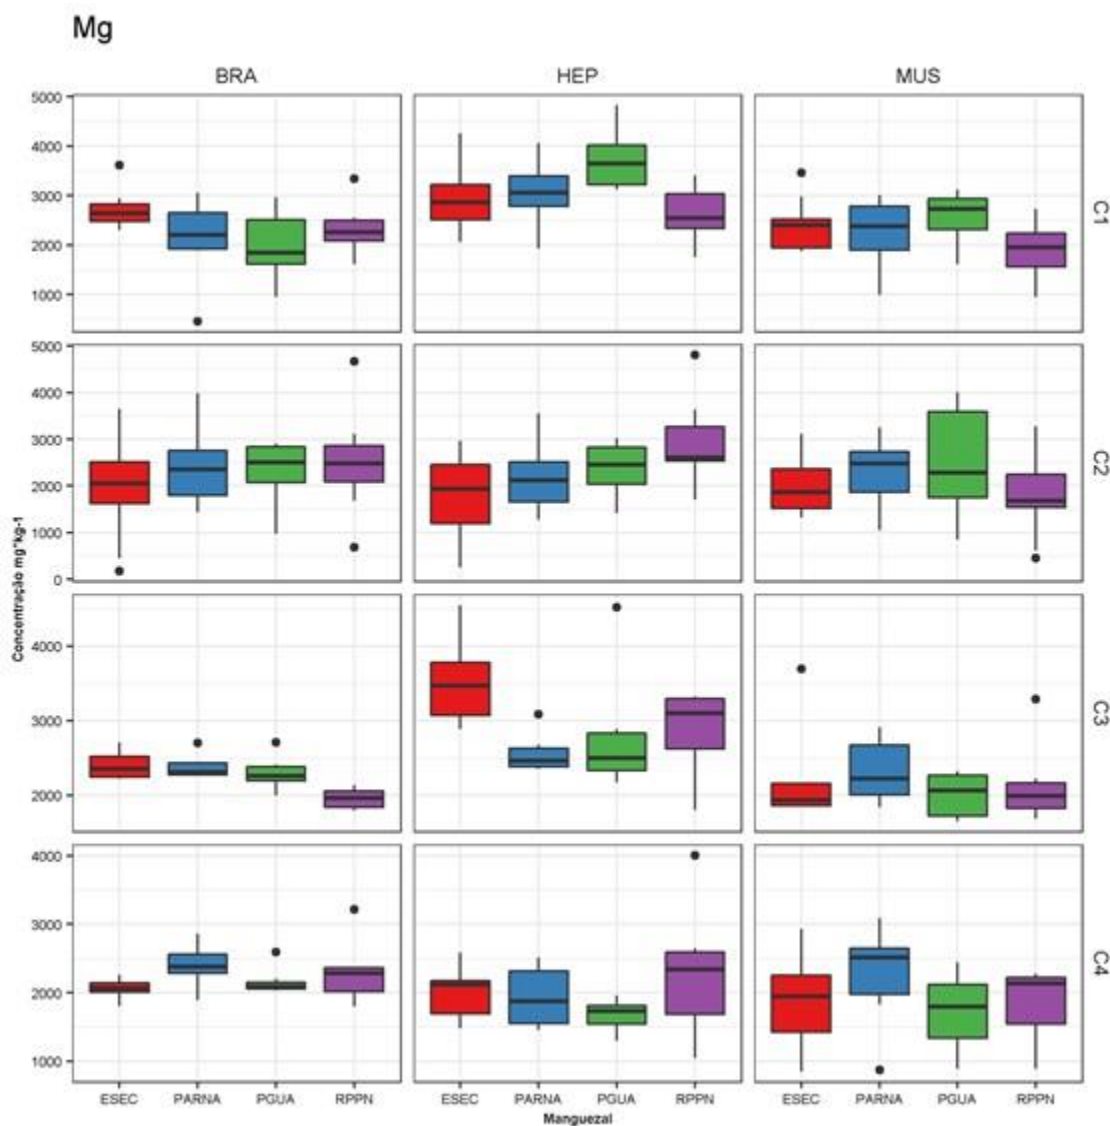 Mg
BRA HEP MUS
5000
4000
3000
2000
1000
C1
5000
4000
3000
2000
1000
0
C2
4000
3000
2000
C3
4000
3000
2000
1000
C4
Concentração mg*kg-1
ESEC PARNA PGUA RPPN ESEC PARNA PGUA RPPN ESEC PARNA PGUA RPPN
Manguezal